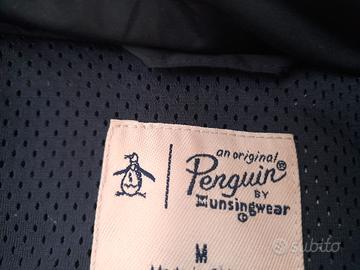 an original
Penguin®
BY
Munsingwear
M
subito